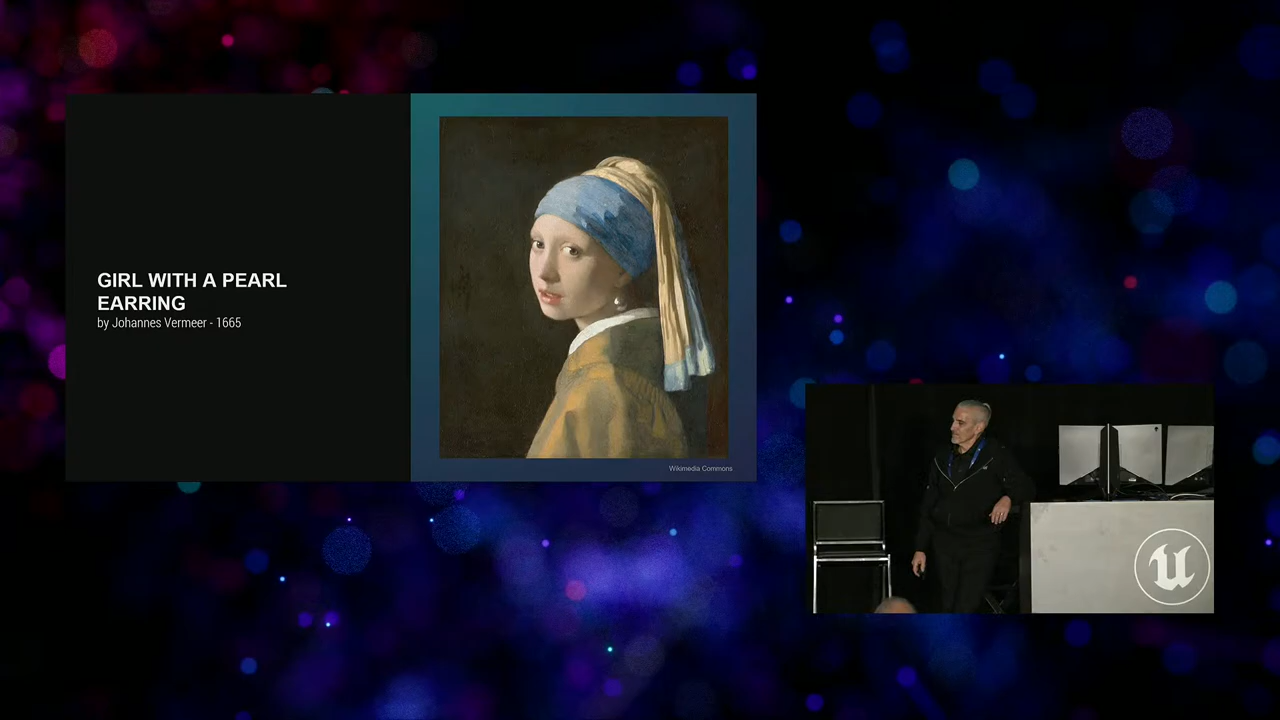 GIRL WITH A PEARL
EARRING
by Johannes Vermeer - 1665
Wikimedia Commons